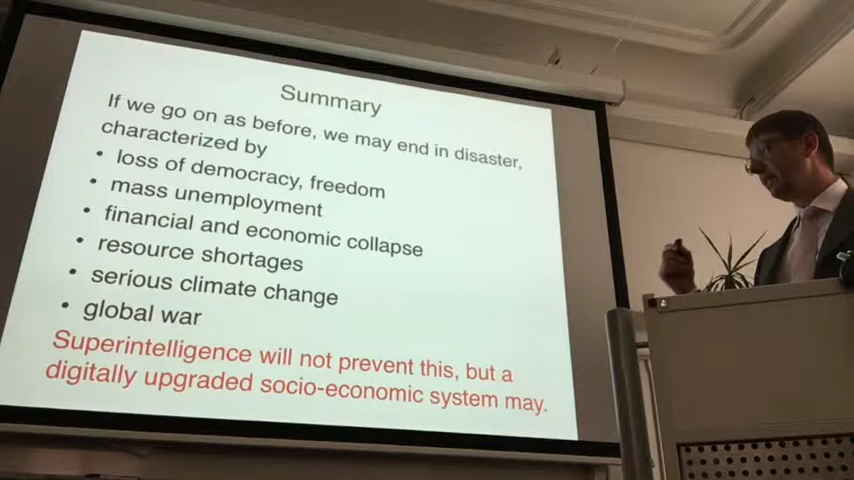 Summary
If we go on as before, we may end in disaster,
characterized by
• loss of democracy, freedom
• mass unemployment
• financial and economic collapse
• resource shortages
• serious climate change
• global war
Superintelligence will not prevent this, but a
digitally upgraded socio-economic system may.